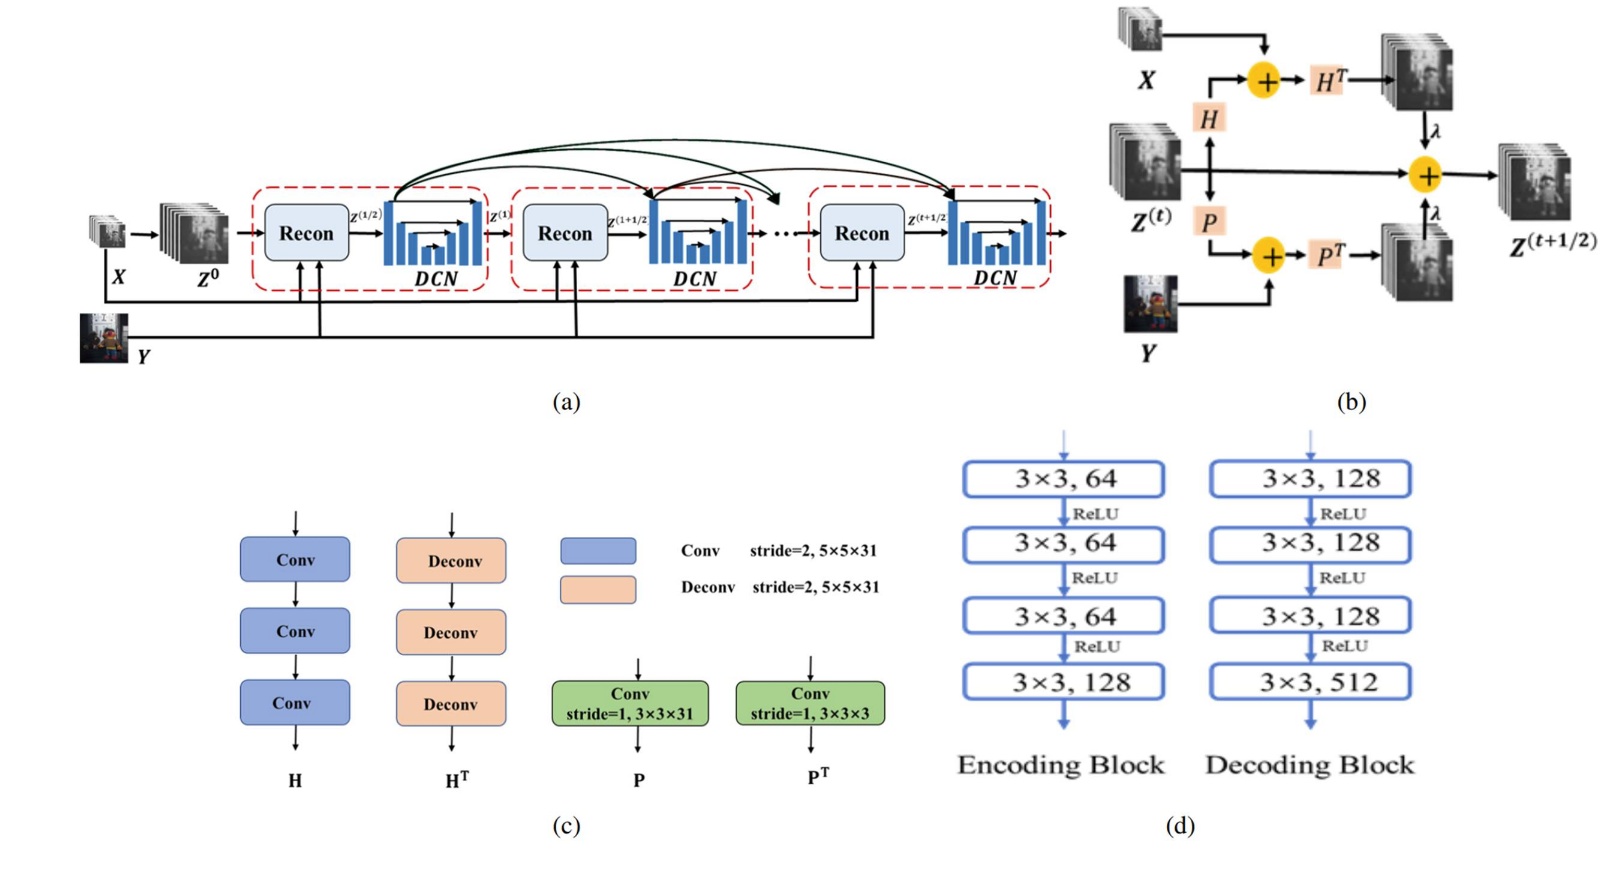 X
Z⁰
Recon
Z^(1/2)
DCN
Z^(1)
Recon
Z^(1+1/2)
DCN
...
Recon
Z^(t+1/2)
DCN
Y
(a)
X
H
+
H^T
λ
Z^(t)
+
Z^(t+1/2)
P
+
P^T
λ
Y
(b)
Conv
Conv
Conv
H
Deconv
Deconv
Deconv
H^T
Conv stride=2, 5×5×31
Deconv stride=2, 5×5×31
Conv
stride=1, 3×3×31
P
Conv
stride=1, 3×3×3
P^T
(c)
3×3, 64
ReLU
3×3, 64
ReLU
3×3, 64
ReLU
3×3, 128
Encoding Block
3×3, 128
ReLU
3×3, 128
ReLU
3×3, 128
ReLU
3×3, 512
Decoding Block
(d)